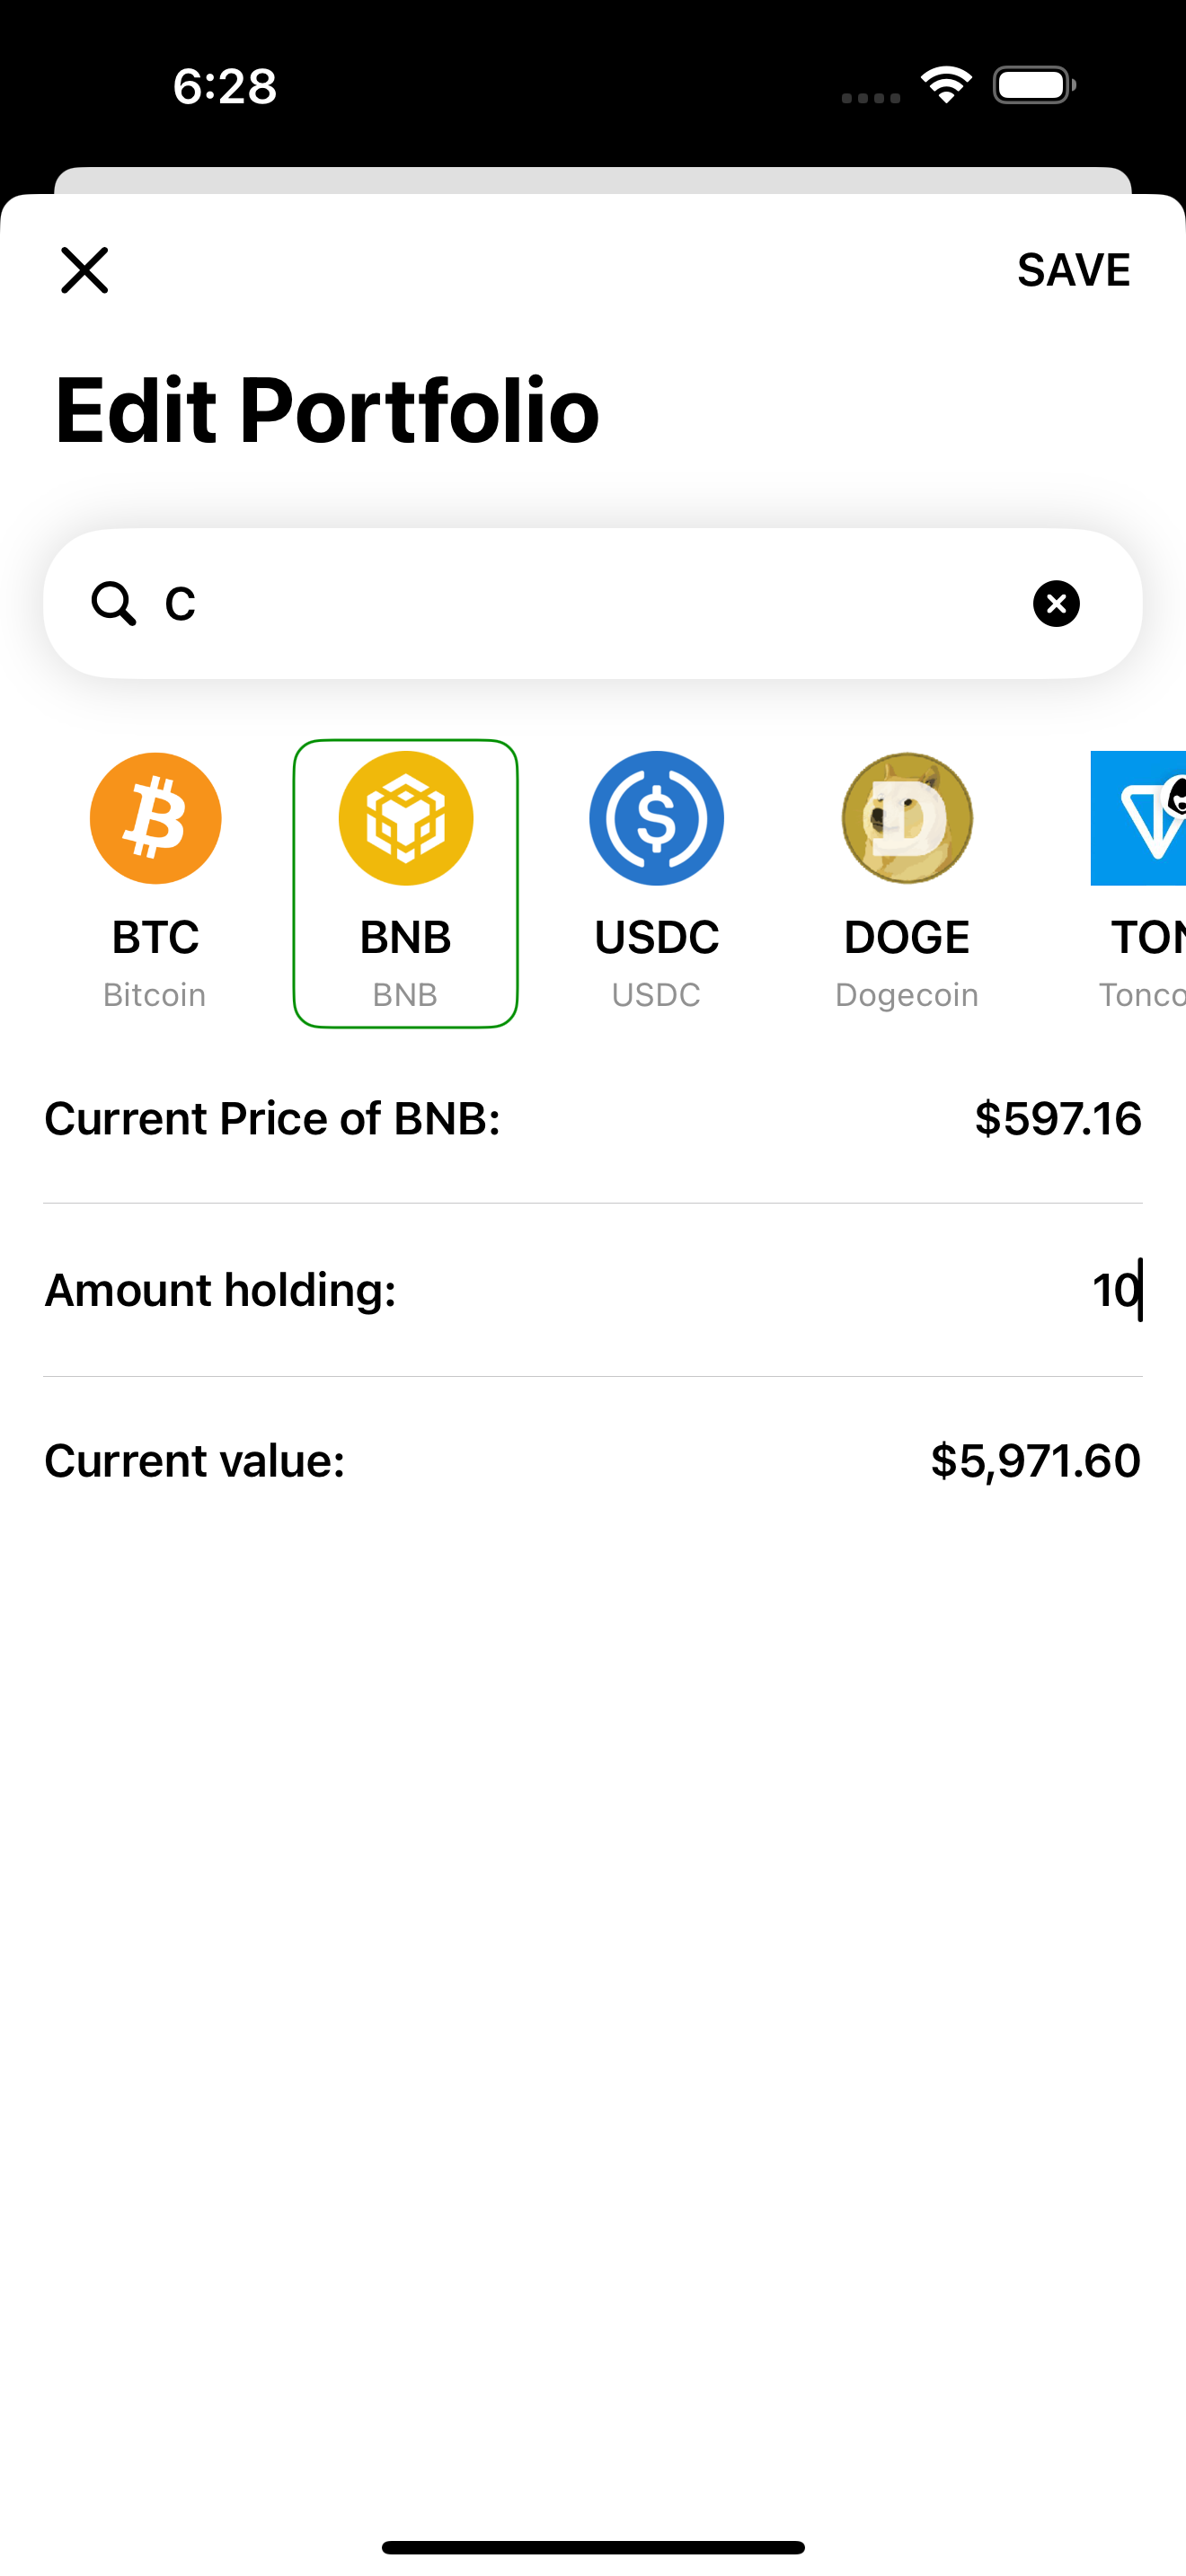 6:28
SAVE
Edit Portfolio
C
BTC BNB USDC DOGE TON
Bitcoin BNB USDC Dogecoin Tonco
Current Price of BNB: $597.16
Amount holding: 10
Current value: $5,971.60